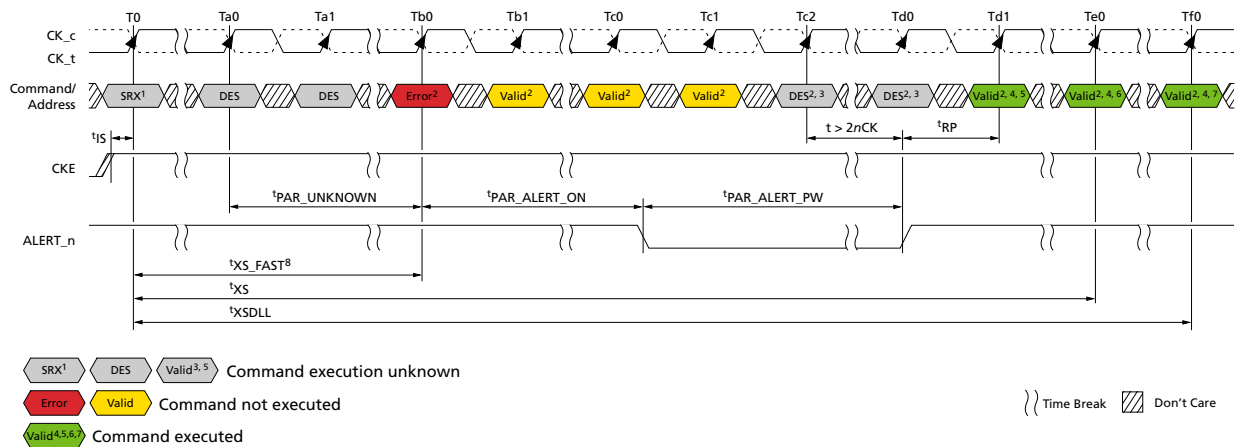 T0 Ta0 Ta1 Tb0 Tb1 Tc0 Tc1 Tc2 Td0 Td1 Te0 Tf0
CK_c
CK_t
Command/
Address
SRX¹ DES DES Error² Valid² Valid² Valid² DES²,³ DES²,³ Valid²,⁴,⁵ Valid²,⁴,⁶ Valid²,⁴,⁷
tIS
t > 2nCK
tRP
CKE
tPAR_UNKNOWN
tPAR_ALERT_ON
tPAR_ALERT_PW
ALERT_n
tXS_FAST⁸
tXS
tXSDLL
SRX¹ DES Valid³,⁵ Command execution unknown
Error Valid Command not executed
Time Break Don't Care
Valid⁴,⁵,⁶,⁷ Command executed